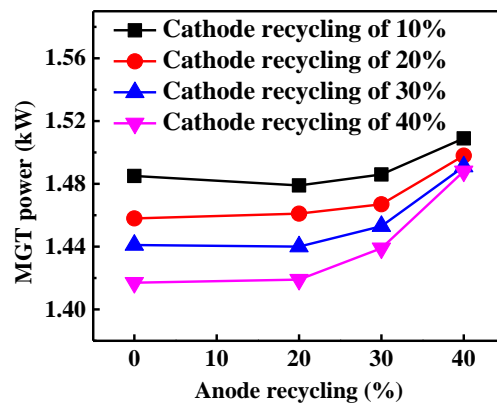 Cathode recycling of 10%
Cathode recycling of 20%
Cathode recycling of 30%
Cathode recycling of 40%
MGT power (kW)
1.56
1.52
1.48
1.44
1.40
0 10 20 30 40
Anode recycling (%)